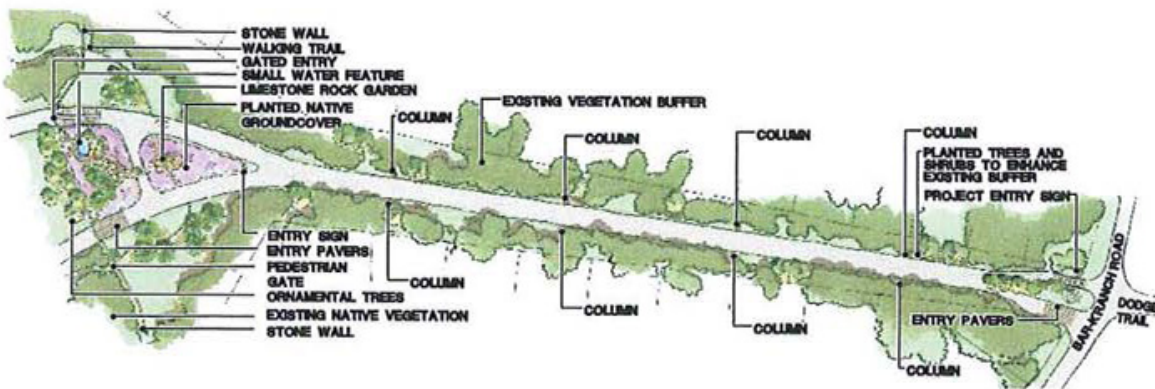 STONE WALL
WALKING TRAIL
GATED ENTRY
SMALL WATER FEATURE
LIMESTONE ROCK GARDEN
PLANTED NATIVE
GROUNDCOVER
COLUMN
EXISTING VEGETATION BUFFER
COLUMN
COLUMN
COLUMN
PLANTED TREES AND
SHRUBS TO ENHANCE
EXISTING BUFFER
PROJECT ENTRY SIGN
ENTRY SIGN
ENTRY PAVERS
PEDESTRIAN
GATE
ORNAMENTAL TREES
EXISTING NATIVE VEGETATION
STONE WALL
COLUMN
COLUMN
COLUMN
COLUMN
ENTRY PAVERS
BAR-K RANCH ROAD
DODGE
TRAIL